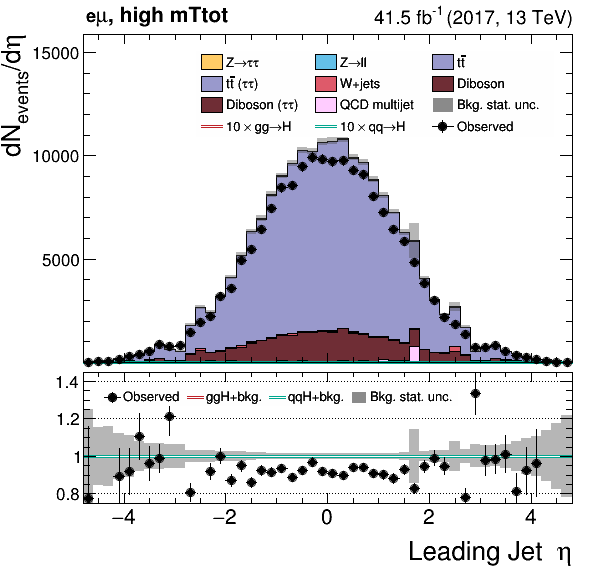 eμ, high mTtot 41.5 fb⁻¹ (2017, 13 TeV)
dN_events/dη
15000
10000
5000
Z→ττ Z→ll tt̄
tt̄ (ττ) W+jets Diboson
Diboson (ττ) QCD multijet Bkg. stat. unc.
10 × gg→H 10 × qq→H Observed
1.4
1.2
1
0.8
Observed ggH+bkg. qqH+bkg. Bkg. stat. unc.
−4 −2 0 2 4
Leading Jet η